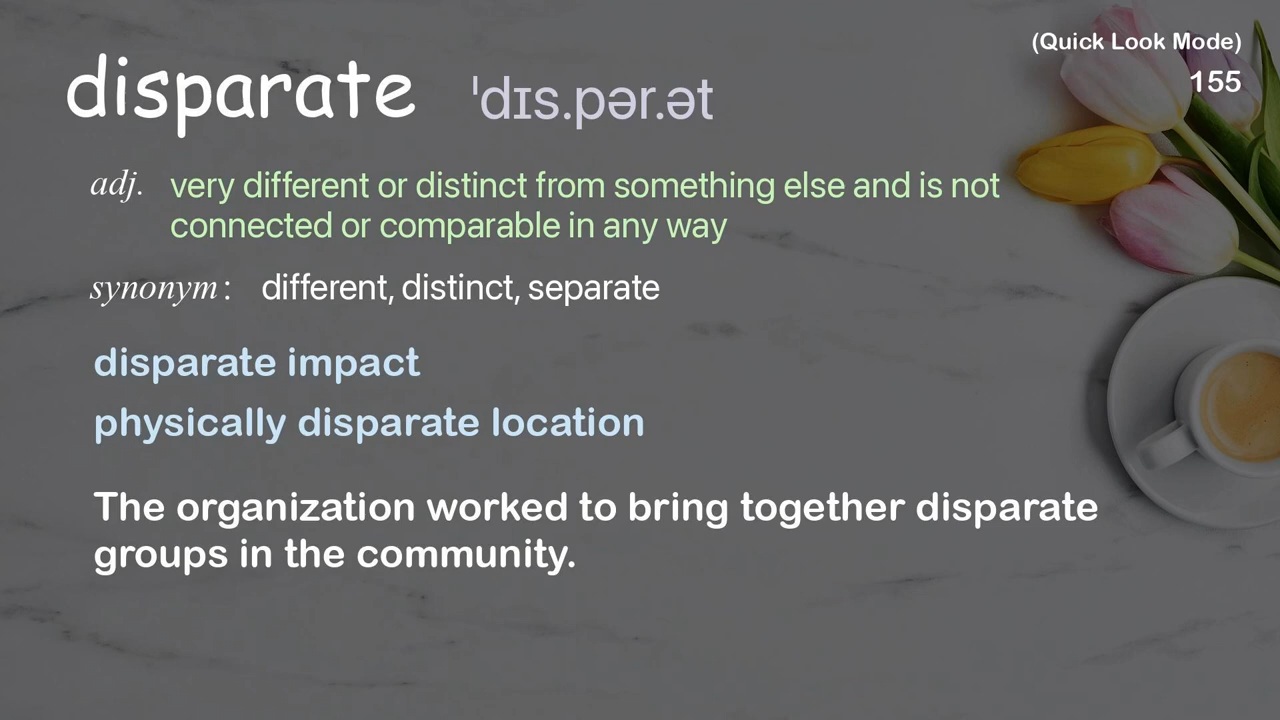 (Quick Look Mode)
155
disparate ˈdɪs.pər.ət
adj. very different or distinct from something else and is not
connected or comparable in any way
synonym: different, distinct, separate
disparate impact
physically disparate location
The organization worked to bring together disparate
groups in the community.